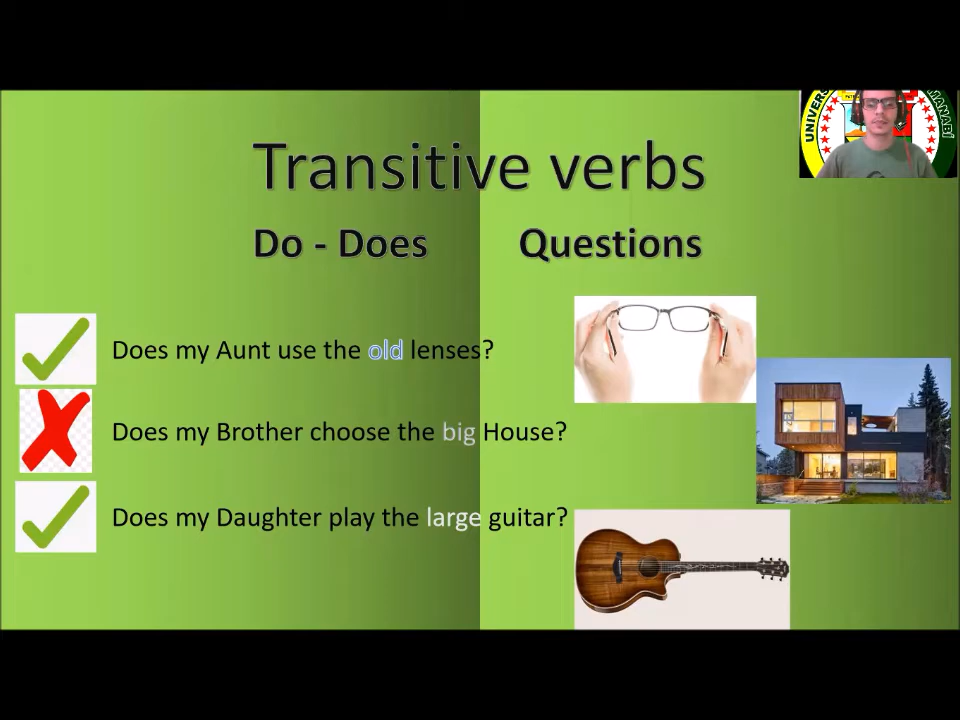 Transitive verbs
Do - Does Questions
Does my Aunt use the old lenses?
Does my Brother choose the big House?
Does my Daughter play the large guitar?